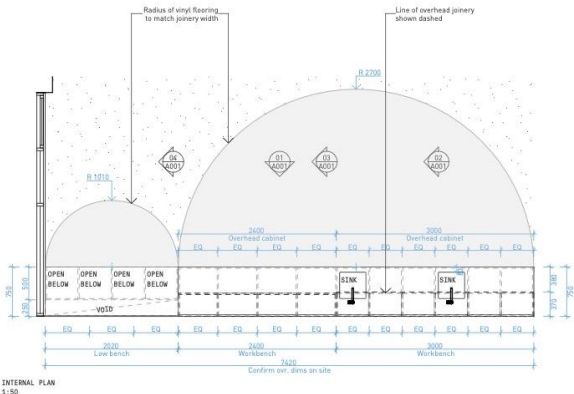 Radius of vinyl flooring
to match joinery width
Line of overhead joinery
shown dashed
R 2700
04
A001
01
A001
03
A001
02
A001
R 1010
2400
Overhead cabinet
3000
Overhead cabinet
EQ EQ EQ EQ EQ EQ EQ EQ EQ EQ
OPEN BELOW
OPEN BELOW
OPEN BELOW
OPEN BELOW
SINK
SINK
750
500
250
VOID
380
370
750
EQ EQ EQ EQ EQ EQ EQ EQ EQ EQ EQ EQ EQ EQ
2020
Low bench
2400
Workbench
3000
Workbench
7420
Confirm ovr. dims on site
INTERNAL PLAN
1:50